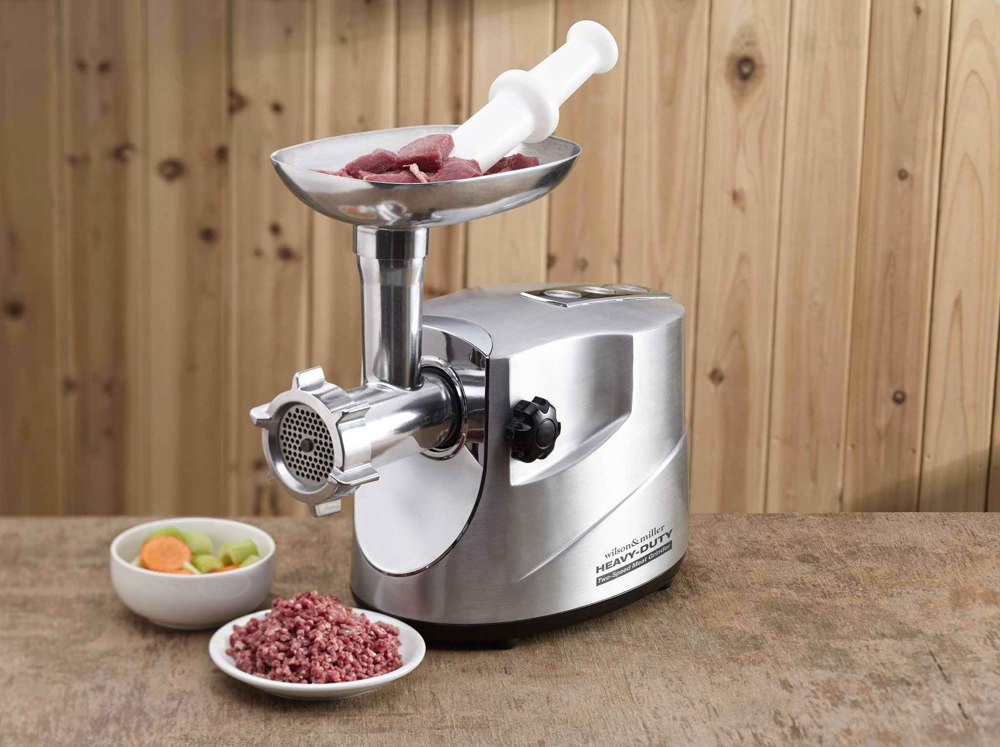 wilson&miller
HEAVY-DUTY
Two-Speed Meat Grinder